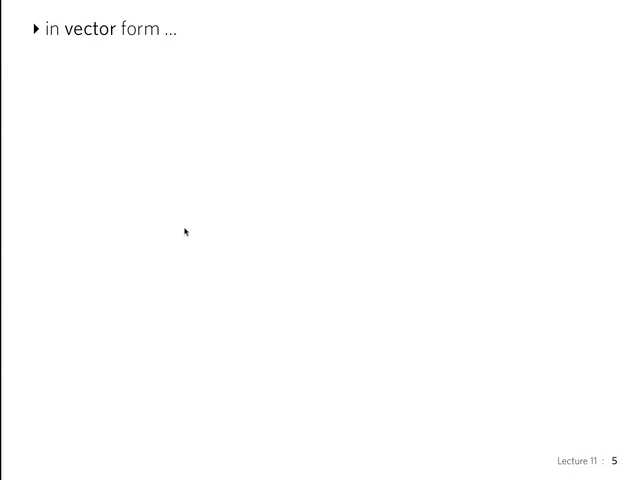 ▸ in vector form ...
Lecture 11 : 5